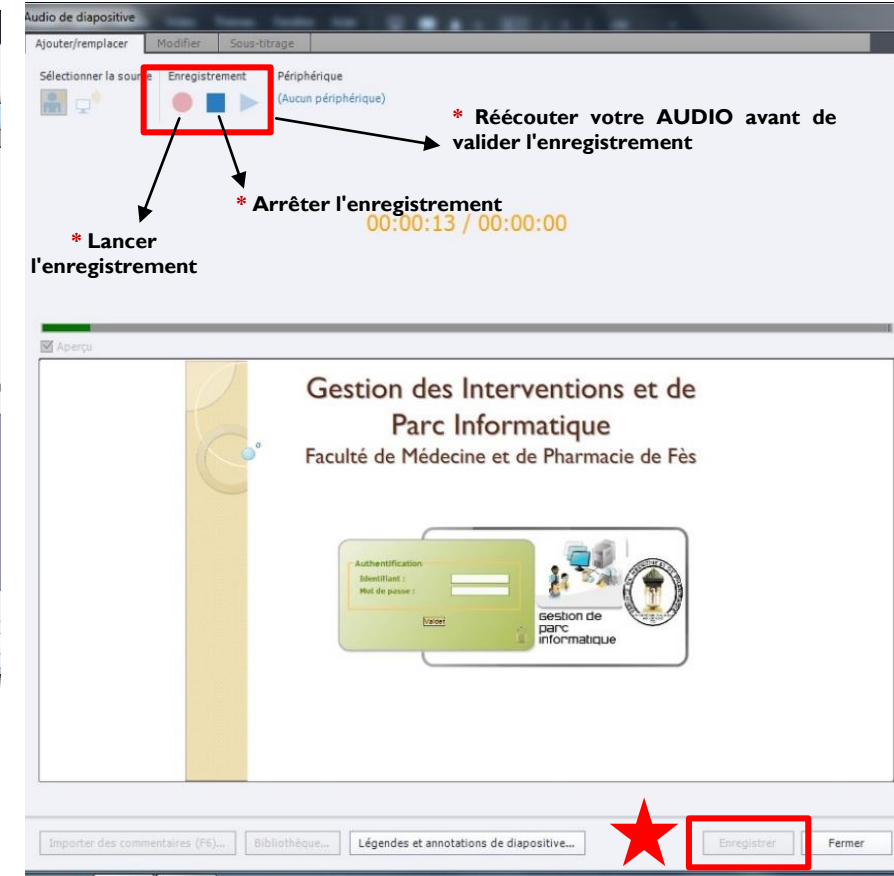 Audio de diapositive
Ajouter/remplacer Modifier Sous-titrage
Sélectionner la source Enregistrement Périphérique
(Aucun périphérique)
* Réécouter votre AUDIO avant de
valider l'enregistrement
* Arrêter l'enregistrement
00:00:13 / 00:00:00
* Lancer
l'enregistrement
Aperçu
Gestion des Interventions et de
Parc Informatique
Faculté de Médecine et de Pharmacie de Fès
Authentification
Identifiant :
Mot de passe :
Valider
Gestion de
parc
informatique
Importer des commentaires (F6)... Bibliothèque... Légendes et annotations de diapositive... Enregistrer Fermer